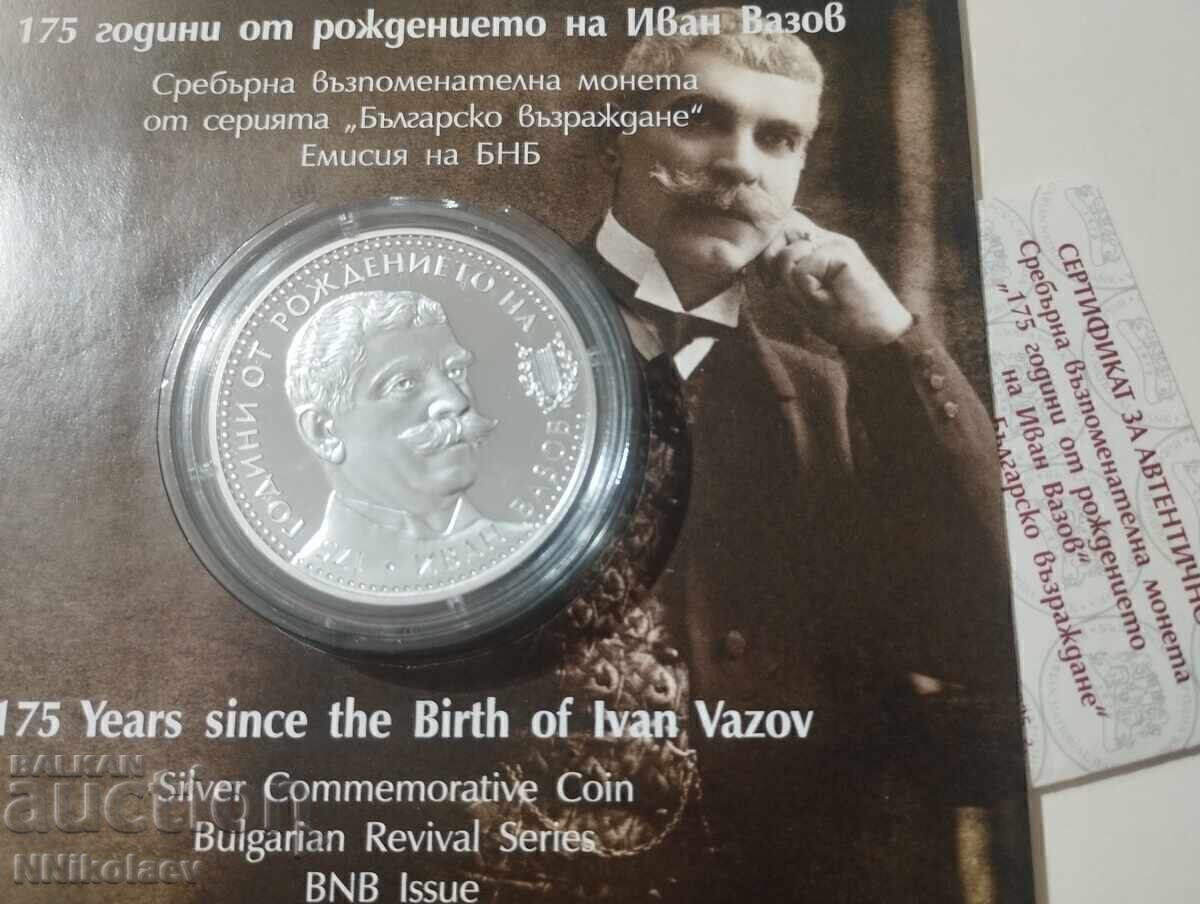 175 години от рождението на Иван Вазов
Сребърна възпоменателна монета
от серията „Българско възраждане“
Емисия на БНБ
175 • ИВАН ВАЗОВ
ГОДИНИ ОТ РОЖДЕНИЕТО НА
175 Years since the Birth of Ivan Vazov
Silver Commemorative Coin
Bulgarian Revival Series
BNB Issue
СЕРТИФИКАТ ЗА АВТЕНТИЧНО
Сребърна възпоменателна монета
„175 години от рождението
на Иван Вазов“
Българско възраждане“
BALKAN
auction
NNikolaev